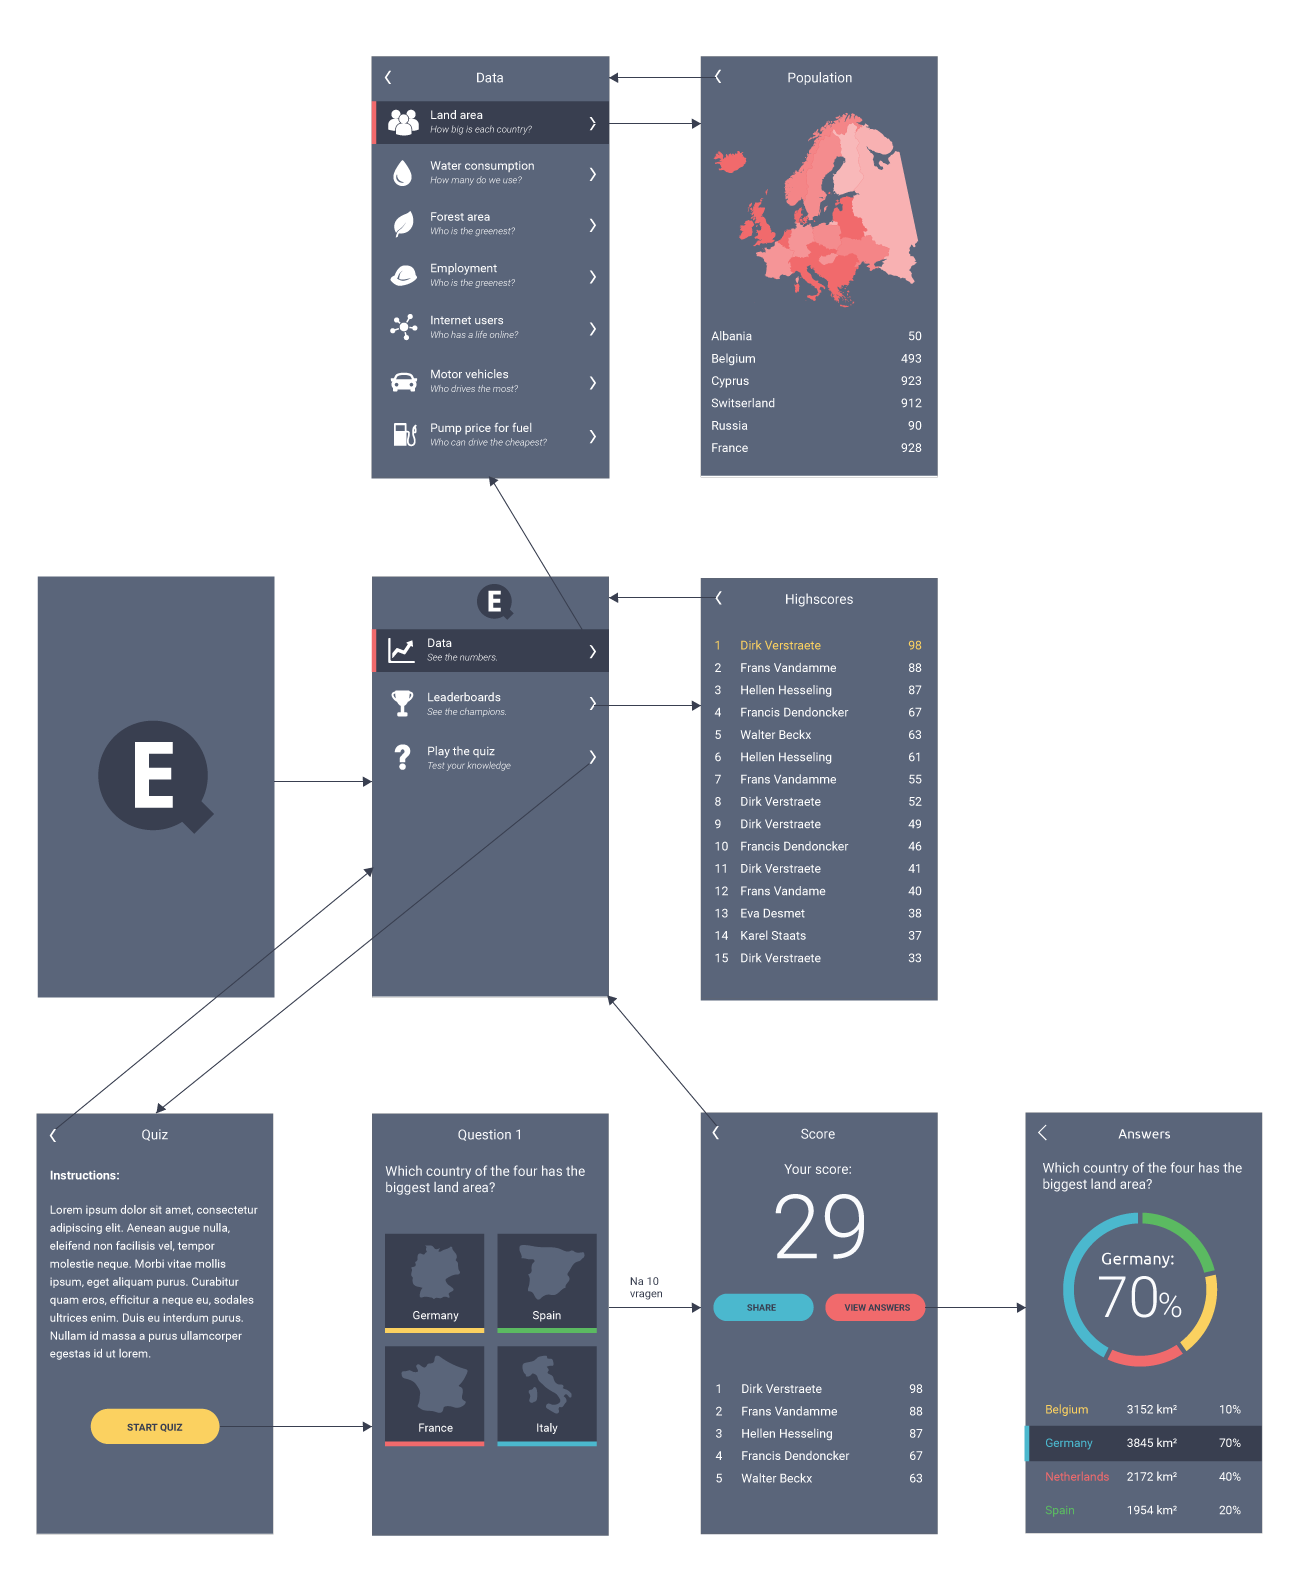 Data
Land area
How big is each country?
Water consumption
How many do we use?
Forest area
Who is the greenest?
Employment
Who is the greenest?
Internet users
Who has a life online?
Motor vehicles
Who drives the most?
Pump price for fuel
Who can drive the cheapest?
Population
Albania 50
Belgium 493
Cyprus 923
Switserland 912
Russia 90
France 928
E
E
Data
See the numbers.
Leaderboards
See the champions.
Play the quiz
Test your knowledge
Highscores
1 Dirk Verstraete 98
2 Frans Vandamme 88
3 Hellen Hesseling 87
4 Francis Dendoncker 67
5 Walter Beckx 63
6 Hellen Hesseling 61
7 Frans Vandamme 55
8 Dirk Verstraete 52
9 Dirk Verstraete 49
10 Francis Dendoncker 46
11 Dirk Verstraete 41
12 Frans Vandame 40
13 Eva Desmet 38
14 Karel Staats 37
15 Dirk Verstraete 33
Quiz
Instructions:
Lorem ipsum dolor sit amet, consectetur
adipiscing elit. Aenean augue nulla,
eleifend non facilisis vel, tempor
molestie neque. Morbi vitae mollis
ipsum, eget aliquam purus. Curabitur
quam eros, efficitur a neque eu, sodales
ultrices enim. Duis eu interdum purus.
Nullam id massa a purus ullamcorper
egestas id ut lorem.
START QUIZ
Question 1
Which country of the four has the
biggest land area?
Germany
Spain
France
Italy
Na 10
vragen
Score
Your score:
29
SHARE
VIEW ANSWERS
1 Dirk Verstraete 98
2 Frans Vandamme 88
3 Hellen Hesseling 87
4 Francis Dendoncker 67
5 Walter Beckx 63
Answers
Which country of the four has the
biggest land area?
Germany:
70%
Belgium 3152 km² 10%
Germany 3845 km² 70%
Netherlands 2172 km² 40%
Spain 1954 km² 20%